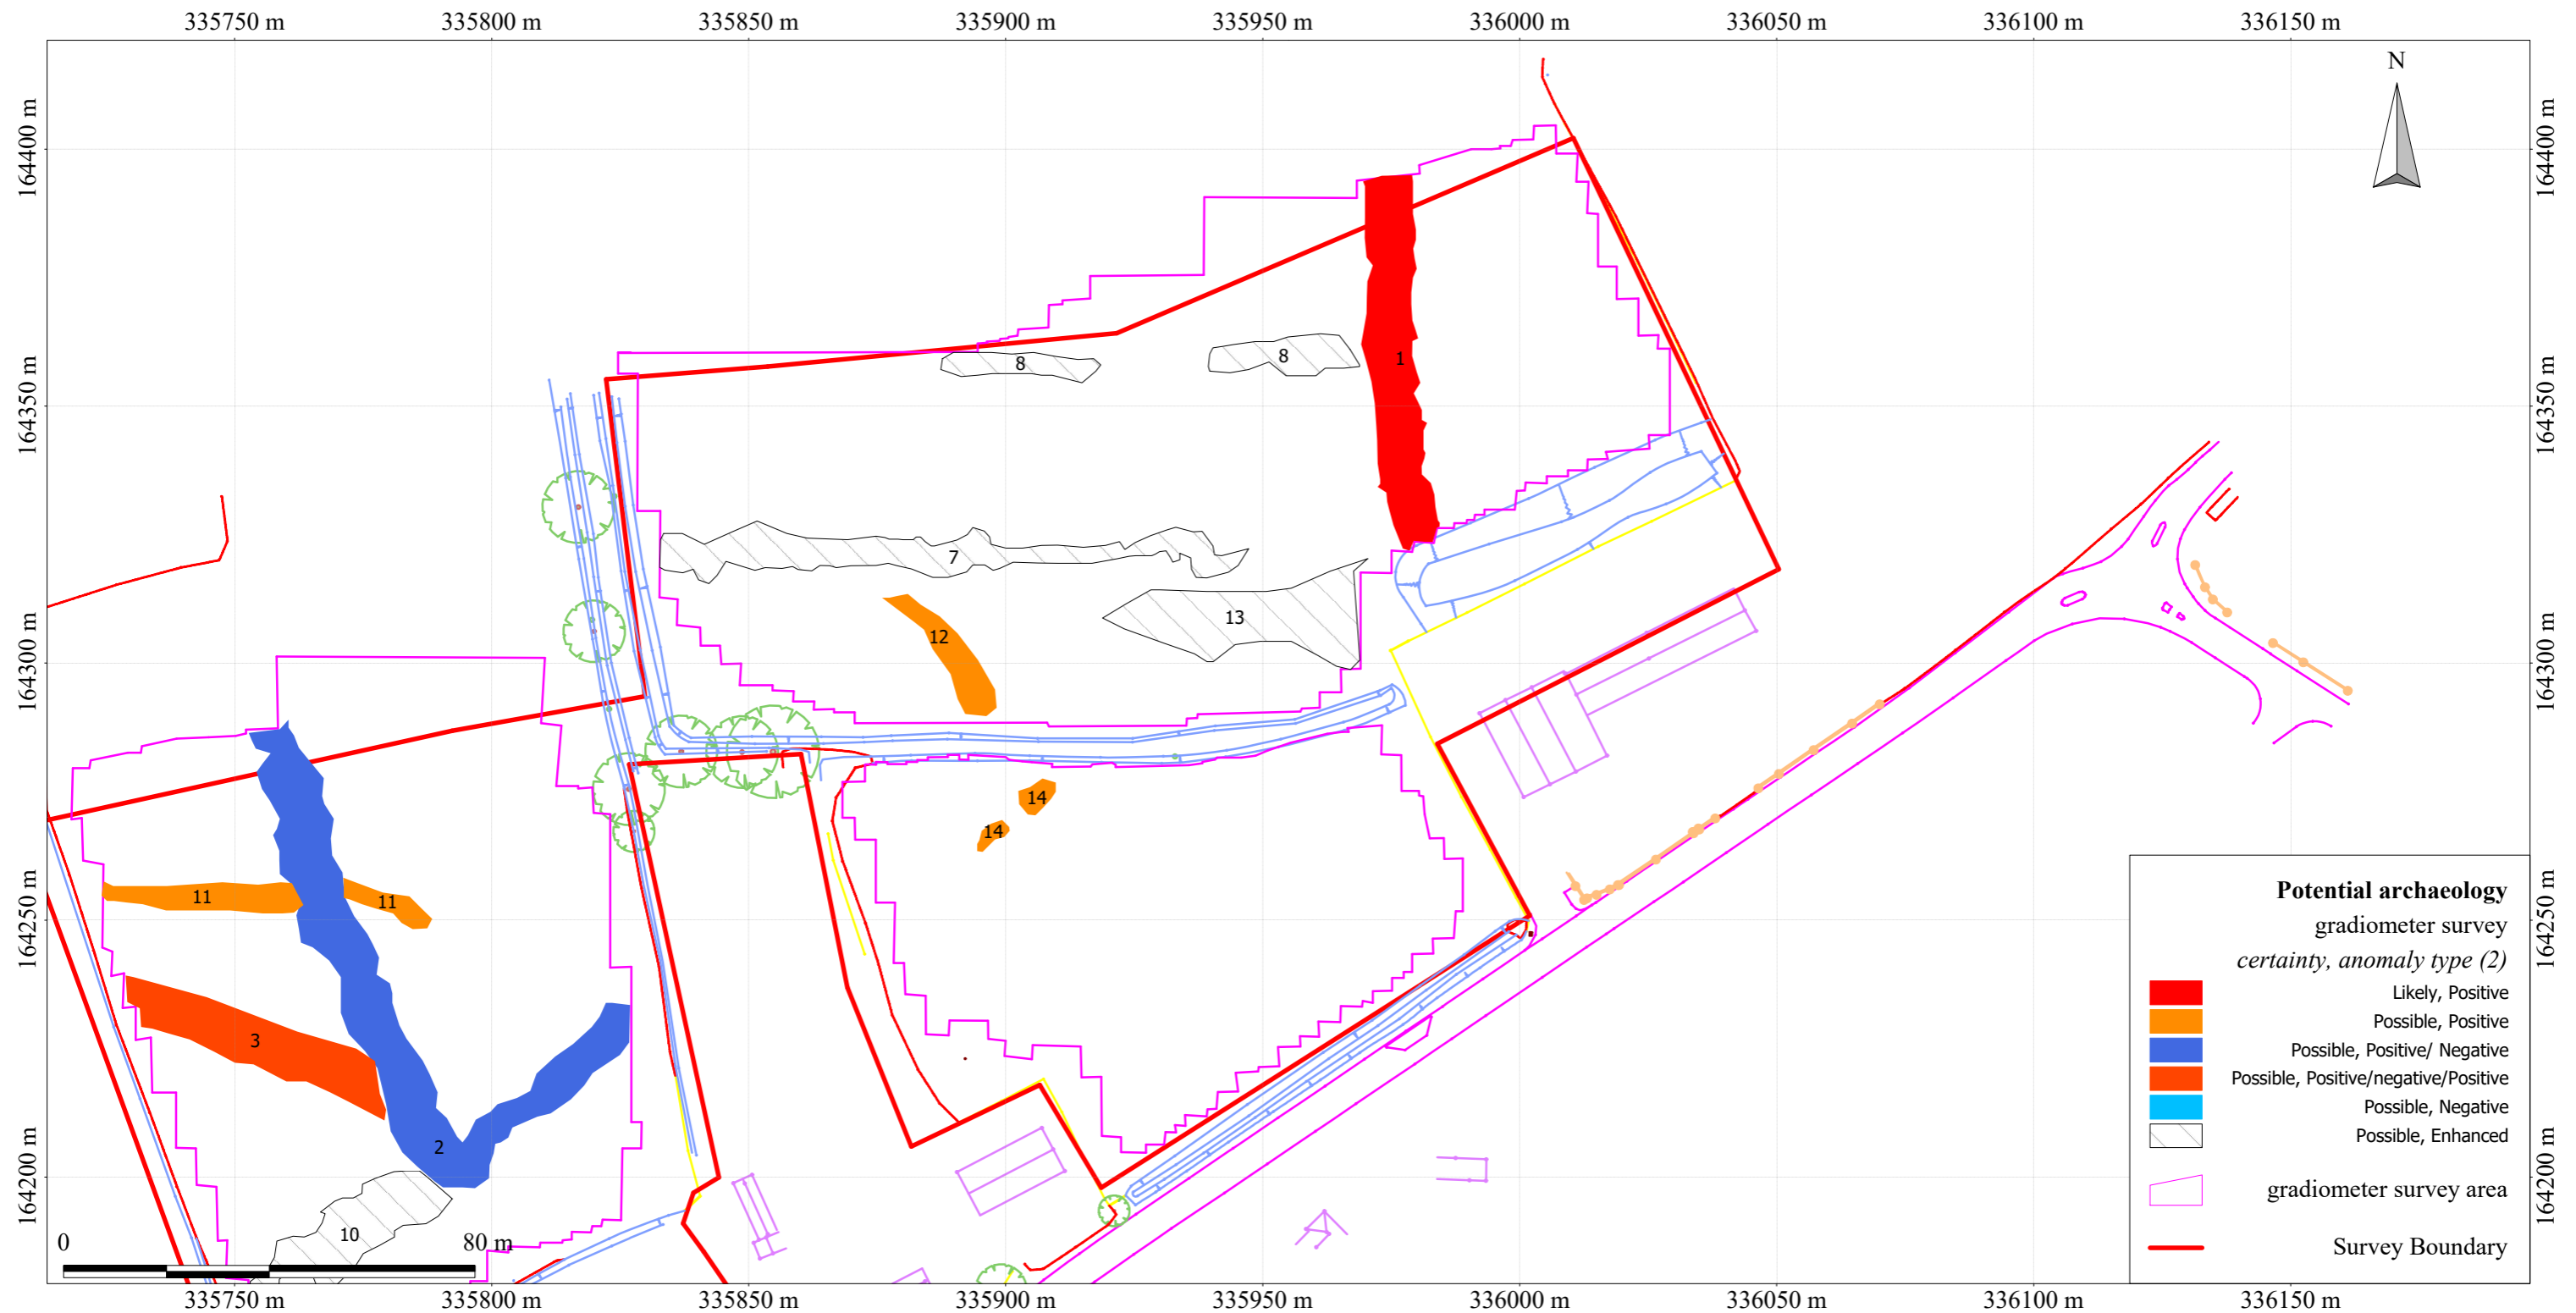 335750 m 335800 m 335850 m 335900 m 335950 m 336000 m 336050 m 336100 m 336150 m
N
164400 m 164400 m
8 8 1
164350 m 164350 m
7
13
12
164300 m 164300 m
14
14
11 11
164250 m 164250 m
3
2
164200 m 164200 m
10
0 80 m
Potential archaeology
gradiometer survey
certainty, anomaly type (2)
Likely, Positive
Possible, Positive
Possible, Positive/ Negative
Possible, Positive/negative/Positive
Possible, Negative
Possible, Enhanced
gradiometer survey area
Survey Boundary
335750 m 335800 m 335850 m 335900 m 335950 m 336000 m 336050 m 336100 m 336150 m